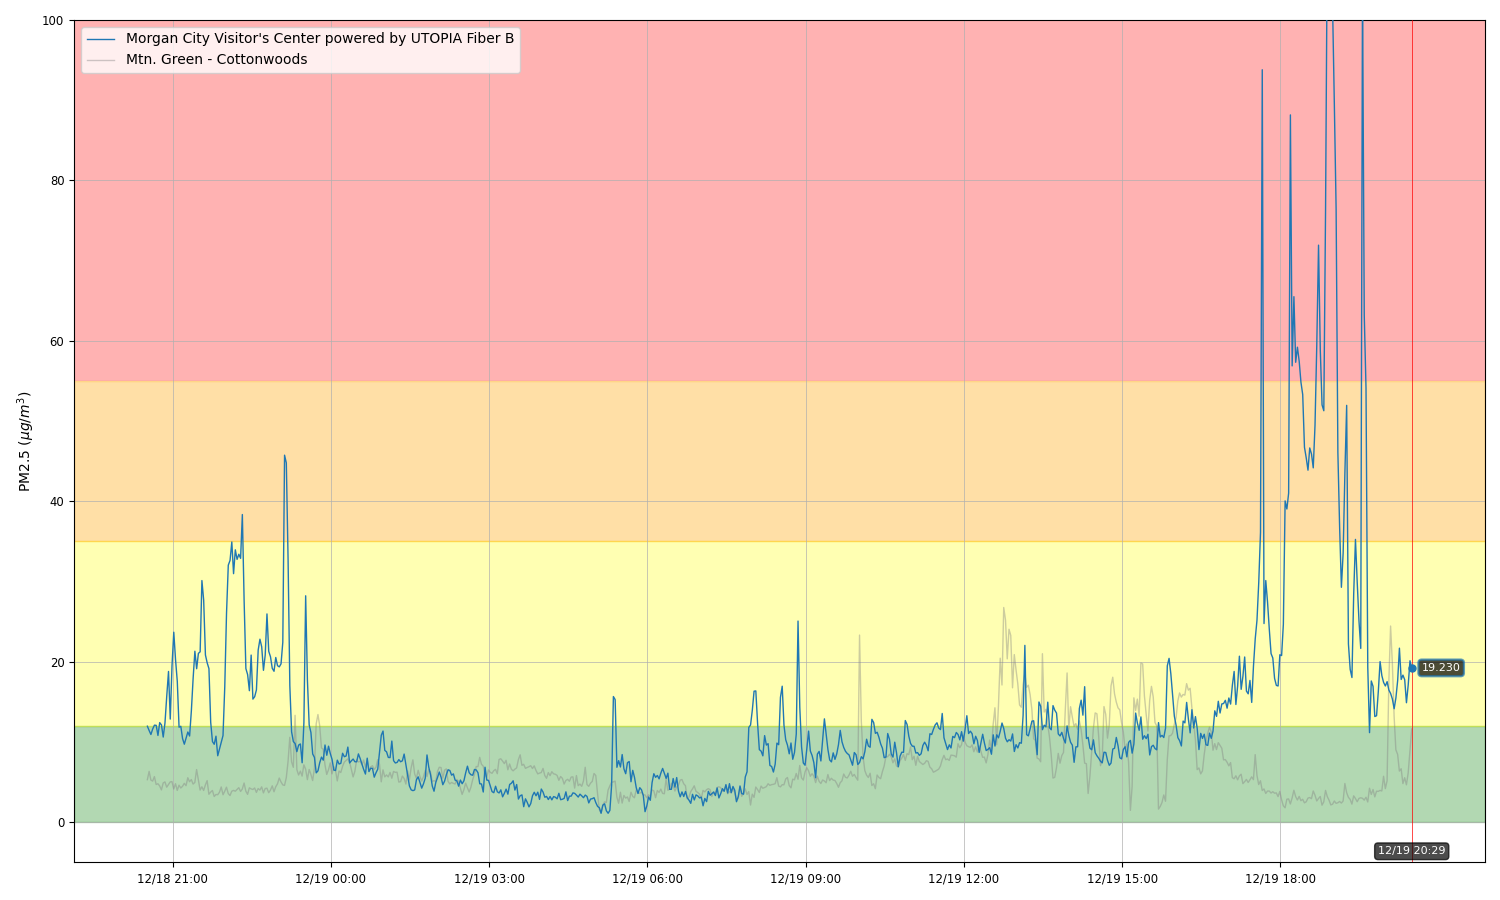 100
80
60
40
20
0
PM2.5 (μg/m³)
Morgan City Visitor's Center powered by UTOPIA Fiber B
Mtn. Green - Cottonwoods
19.230
12/19 20:29
12/18 21:00 12/19 00:00 12/19 03:00 12/19 06:00 12/19 09:00 12/19 12:00 12/19 15:00 12/19 18:00